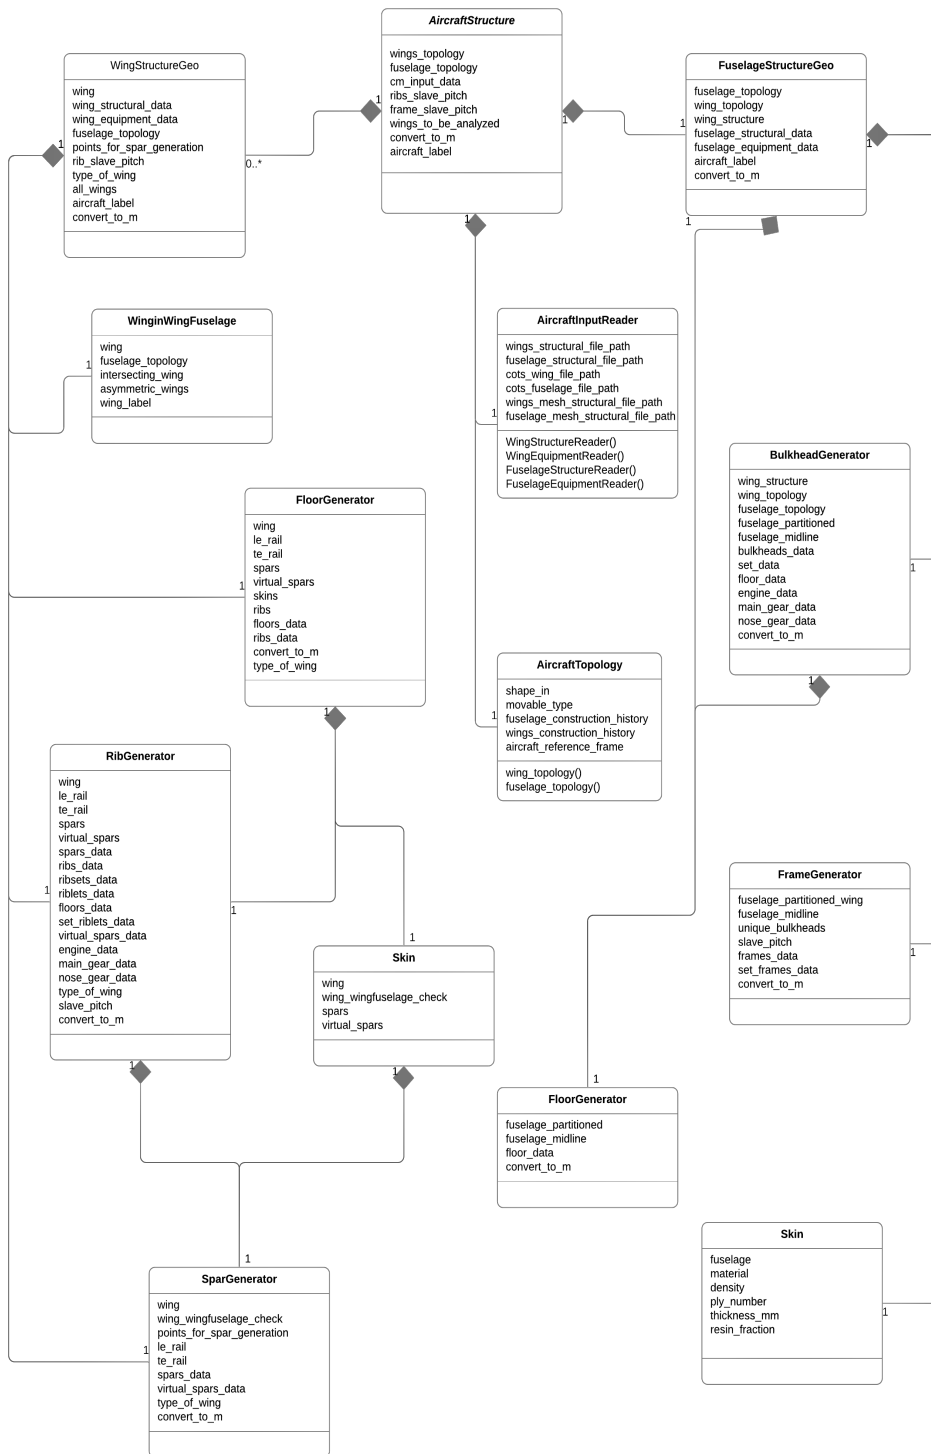 AircraftStructure
wings_topology
fuselage_topology
cm_input_data
ribs_slave_pitch
frame_slave_pitch
wings_to_be_analyzed
convert_to_m
aircraft_label
1
1
1
WingStructureGeo
wing
wing_structural_data
wing_equipment_data
fuselage_topology
points_for_spar_generation
rib_slave_pitch
type_of_wing
all_wings
aircraft_label
convert_to_m
1
0..*
FuselageStructureGeo
fuselage_topology
wing_topology
wing_structure
fuselage_structural_data
fuselage_equipment_data
aircraft_label
convert_to_m
1
1
1
WinginWingFuselage
wing
fuselage_topology
intersecting_wing
asymmetric_wings
wing_label
1
AircraftInputReader
wings_structural_file_path
fuselage_structural_file_path
cots_wing_file_path
cots_fuselage_file_path
wings_mesh_structural_file_path
fuselage_mesh_structural_file_path
WingStructureReader()
WingEquipmentReader()
FuselageStructureReader()
FuselageEquipmentReader()
1
BulkheadGenerator
wing_structure
wing_topology
fuselage_topology
fuselage_partitioned
fuselage_midline
bulkheads_data
set_data
floor_data
engine_data
main_gear_data
nose_gear_data
convert_to_m
1
1
FloorGenerator
wing
le_rail
te_rail
spars
virtual_spars
skins
ribs
floors_data
ribs_data
convert_to_m
type_of_wing
1
1
AircraftTopology
shape_in
movable_type
fuselage_construction_history
wings_construction_history
aircraft_reference_frame
wing_topology()
fuselage_topology()
1
RibGenerator
wing
le_rail
te_rail
spars
virtual_spars
spars_data
ribs_data
ribsets_data
riblets_data
floors_data
set_riblets_data
virtual_spars_data
engine_data
main_gear_data
nose_gear_data
type_of_wing
slave_pitch
convert_to_m
1
1
1
FrameGenerator
fuselage_partitioned_wing
fuselage_midline
unique_bulkheads
slave_pitch
frames_data
set_frames_data
convert_to_m
1
1
Skin
wing
wing_wingfuselage_check
spars
virtual_spars
1
1
FloorGenerator
fuselage_partitioned
fuselage_midline
floor_data
convert_to_m
Skin
fuselage
material
density
ply_number
thickness_mm
resin_fraction
1
1
SparGenerator
wing
wing_wingfuselage_check
points_for_spar_generation
le_rail
te_rail
spars_data
virtual_spars_data
type_of_wing
convert_to_m
1